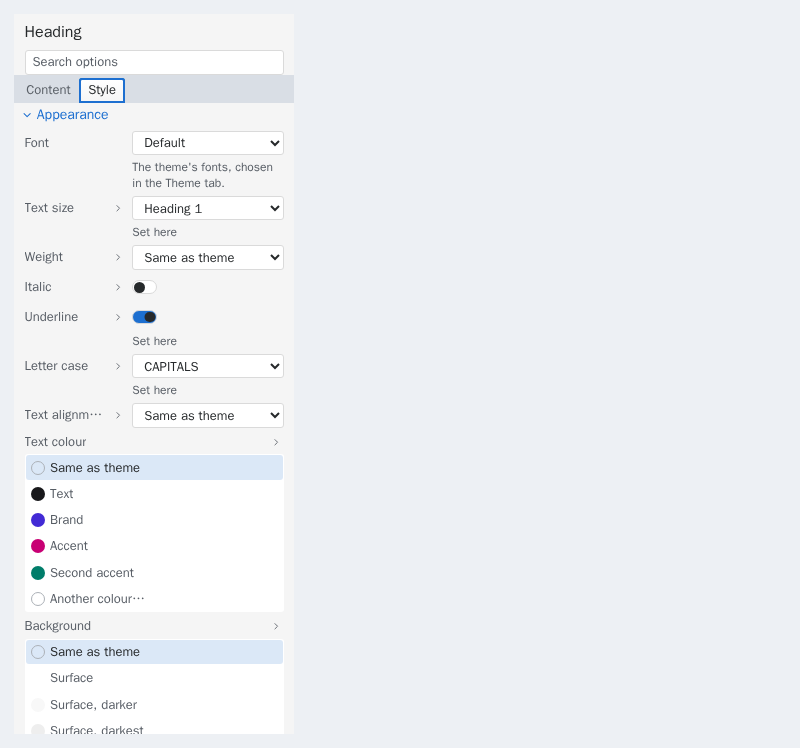 Heading
Search options
Content Style
Appearance
Font Default
The theme's fonts, chosen
in the Theme tab.
Text size Heading 1
Set here
Weight Same as theme
Italic
Underline
Set here
Letter case CAPITALS
Set here
Text alignm··· Same as theme
Text colour
Same as theme
Text
Brand
Accent
Second accent
Another colour···
Background
Same as theme
Surface
Surface, darker
Surface, darkest